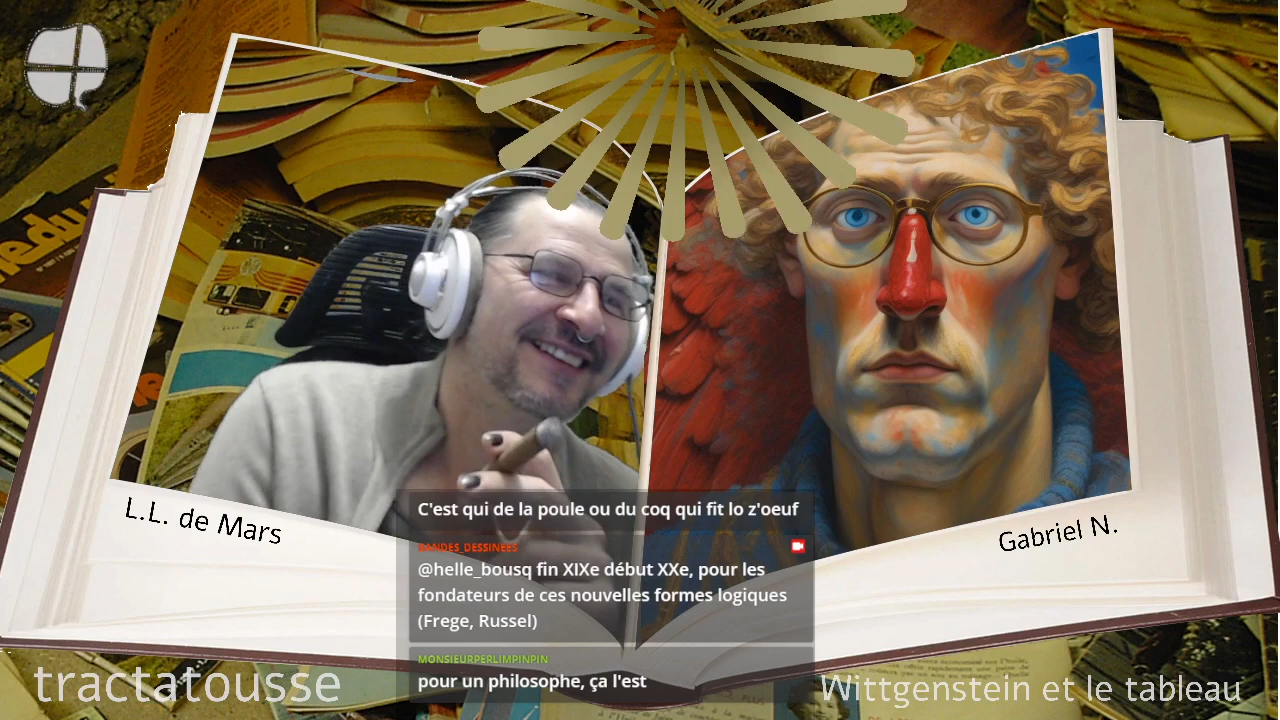 L.L. de Mars
Gabriel N.
C'est qui de la poule ou du coq qui fit lo z'oeuf
BANDES_DESSINEES
@helle_bousq fin XIXe début XXe, pour les
fondateurs de ces nouvelles formes logiques
(Frege, Russel)
MONSIEURPERLIMPINPIN
pour un philosophe, ça l'est
tractatousse
Wittgenstein et le tableau